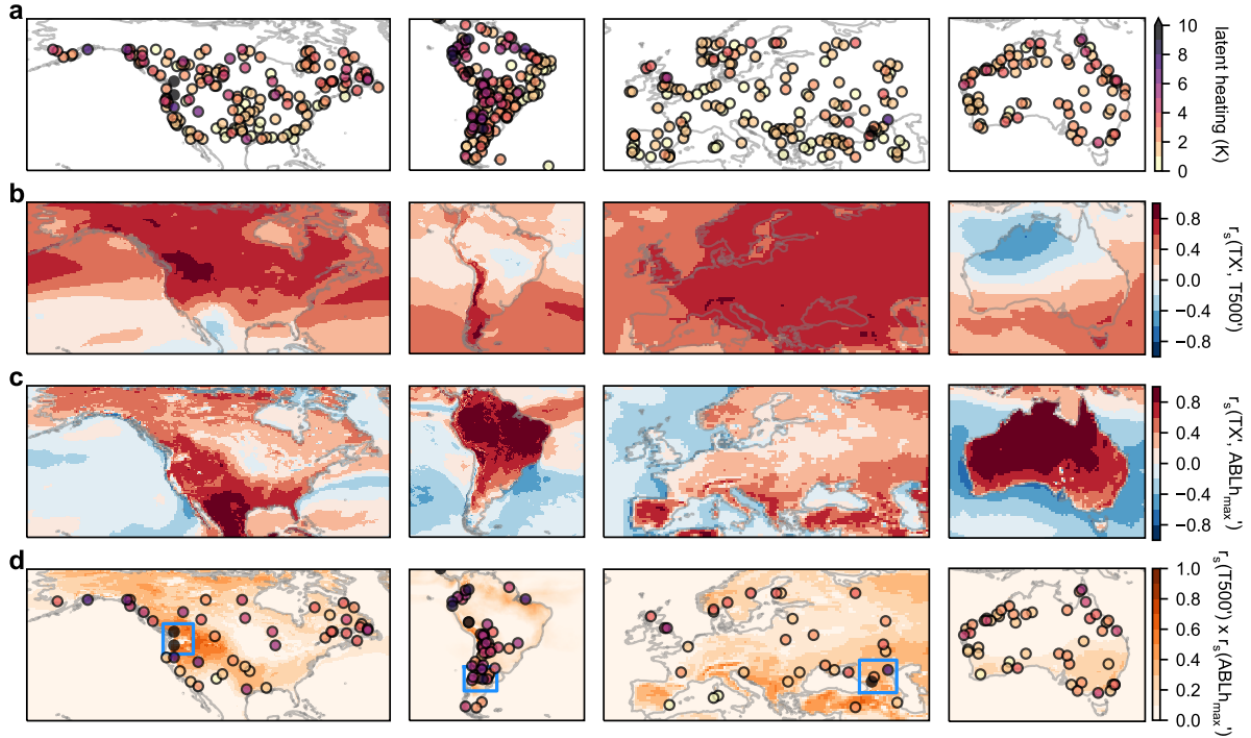 a
10
8
6
4
2
0
latent heating (K)
b
0.8
0.4
0.0
−0.4
−0.8
rs(TX', T500')
c
0.8
0.4
0.0
−0.4
−0.8
rs(TX', ABLhmax')
d
1.0
0.8
0.6
0.4
0.2
0.0
rs(T500') x rs(ABLhmax')